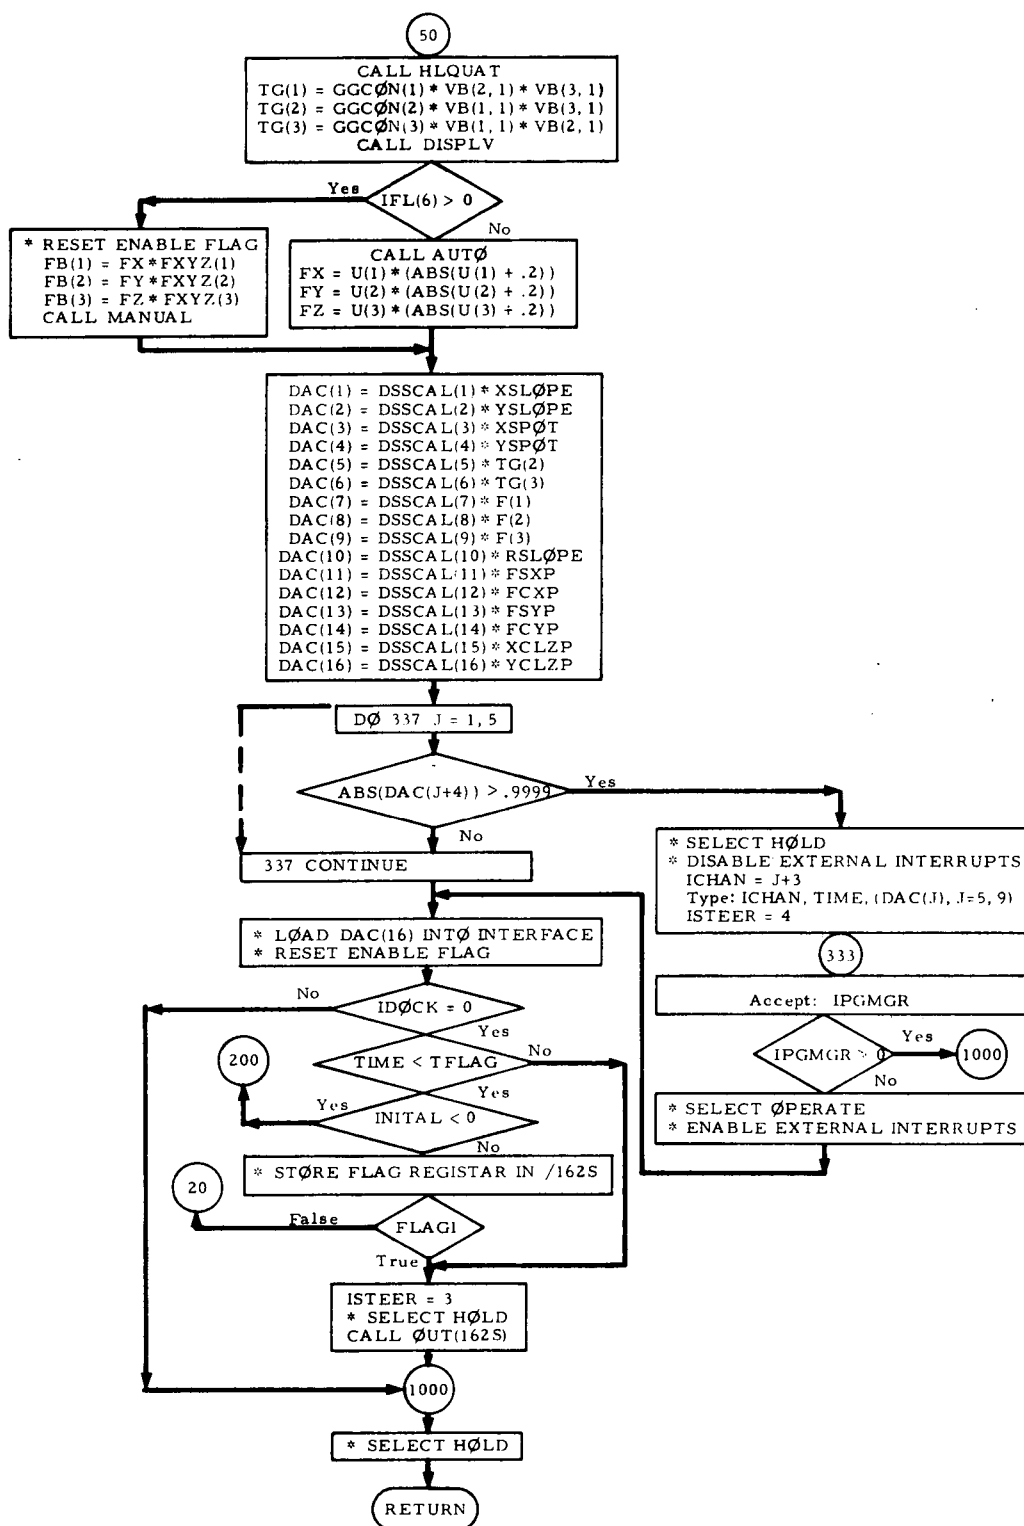 50
CALL HLQUAT
TG(1) = GGCØN(1) * VB(2, 1) * VB(3, 1)
TG(2) = GGCØN(2) * VB(1, 1) * VB(3, 1)
TG(3) = GGCØN(3) * VB(1, 1) * VB(2, 1)
CALL DISPLV
Yes
IFL(6) > 0
No
* RESET ENABLE FLAG
FB(1) = FX * FXYZ(1)
FB(2) = FY * FXYZ(2)
FB(3) = FZ * FXYZ(3)
CALL MANUAL
CALL AUTØ
FX = U(1) * (ABS(U(1) + .2))
FY = U(2) * (ABS(U(2) + .2))
FZ = U(3) * (ABS(U(3) + .2))
DAC(1) = DSSCAL(1) * XSLØPE
DAC(2) = DSSCAL(2) * YSLØPE
DAC(3) = DSSCAL(3) * XSPØT
DAC(4) = DSSCAL(4) * YSPØT
DAC(5) = DSSCAL(5) * TG(2)
DAC(6) = DSSCAL(6) * TG(3)
DAC(7) = DSSCAL(7) * F(1)
DAC(8) = DSSCAL(8) * F(2)
DAC(9) = DSSCAL(9) * F(3)
DAC(10) = DSSCAL(10) * RSLØPE
DAC(11) = DSSCAL(11) * FSXP
DAC(12) = DSSCAL(12) * FCXP
DAC(13) = DSSCAL(13) * FSYP
DAC(14) = DSSCAL(14) * FCYP
DAC(15) = DSSCAL(15) * XCLZP
DAC(16) = DSSCAL(16) * YCLZP
DØ 337 J = 1, 5
ABS(DAC(J+4)) > .9999
Yes
No
337 CONTINUE
* SELECT HØLD
* DISABLE EXTERNAL INTERRUPTS
ICHAN = J+3
Type: ICHAN, TIME, (DAC(J), J=5, 9)
ISTEER = 4
333
Accept: IPGMGR
IPGMGR > 0
Yes
1000
No
* SELECT ØPERATE
* ENABLE EXTERNAL INTERRUPTS
* LØAD DAC(16) INTØ INTERFACE
* RESET ENABLE FLAG
No
IDØCK = 0
Yes
200
TIME < TFLAG
No
Yes
Yes
INITAL < 0
No
* STØRE FLAG REGISTAR IN /162S
20
False
FLAG1
True
ISTEER = 3
* SELECT HØLD
CALL ØUT(162S)
1000
* SELECT HØLD
RETURN